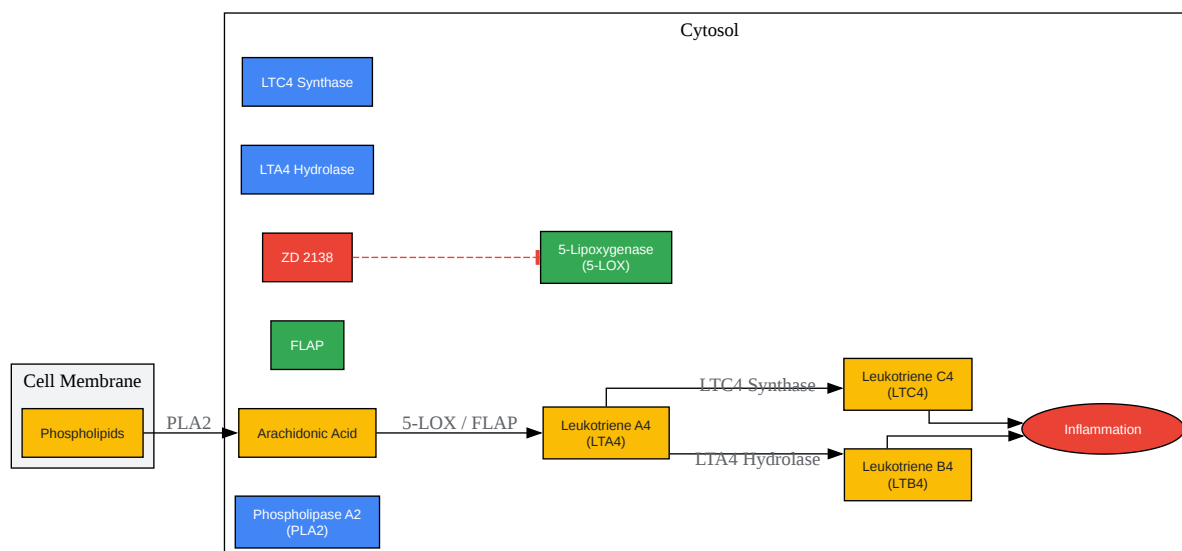 Cytosol
LTC4 Synthase
LTA4 Hydrolase
ZD 2138
5-Lipoxygenase
(5-LOX)
FLAP
Cell Membrane
Phospholipids
PLA2
Arachidonic Acid
5-LOX / FLAP
Leukotriene A4
(LTA4)
LTC4 Synthase
LTA4 Hydrolase
Leukotriene C4
(LTC4)
Leukotriene B4
(LTB4)
Inflammation
Phospholipase A2
(PLA2)